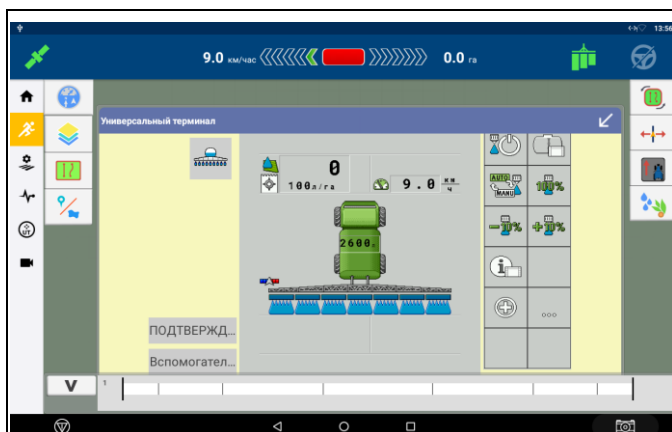 13:56
9.0 км/час
0.0 га
Универсальный терминал
0
100л/га
9.0 км/ч
AUTO
MANU
100%
-10%
+10%
2600л
UT
ПОДТВЕРЖД...
Вспомогател...
V
1